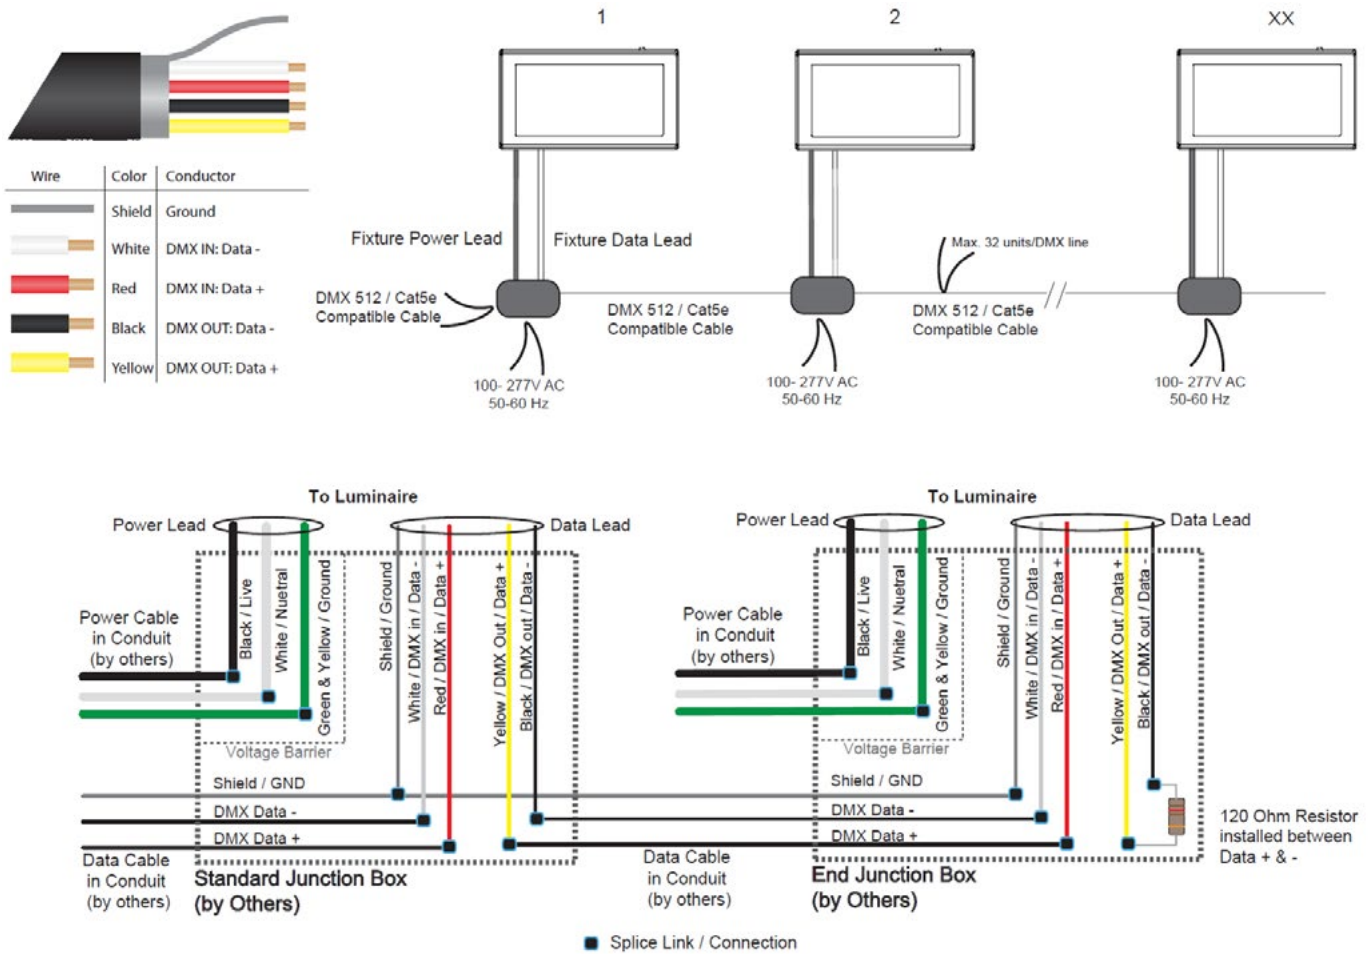 1
2
XX
Wire Color Conductor
Shield Ground
White DMX IN: Data -
Red DMX IN: Data +
Black DMX OUT: Data -
Yellow DMX OUT: Data +
Fixture Power Lead
Fixture Data Lead
Max. 32 units/DMX line
DMX 512 / Cat5e
Compatible Cable
DMX 512 / Cat5e
Compatible Cable
DMX 512 / Cat5e
Compatible Cable
100- 277V AC
50-60 Hz
100- 277V AC
50-60 Hz
100- 277V AC
50-60 Hz
To Luminaire
Power Lead
Data Lead
Black / Live
White / Nuetral
Green & Yellow / Ground
Shield / Ground
White / DMX in / Data -
Red / DMX in / Data +
Yellow / DMX Out / Data +
Black / DMX out / Data -
Power Cable
in Conduit
(by others)
Voltage Barrier
Shield / GND
DMX Data -
DMX Data +
Data Cable
in Conduit
(by others)
Standard Junction Box
(by Others)
To Luminaire
Power Lead
Data Lead
Black / Live
White / Nuetral
Green & Yellow / Ground
Shield / Ground
White / DMX in / Data -
Red / DMX in / Data +
Yellow / DMX Out / Data +
Black / DMX out / Data -
Power Cable
in Conduit
(by others)
Voltage Barrier
Shield / GND
DMX Data -
DMX Data +
Data Cable
in Conduit
(by others)
End Junction Box
(by Others)
120 Ohm Resistor
installed between
Data + & -
Splice Link / Connection